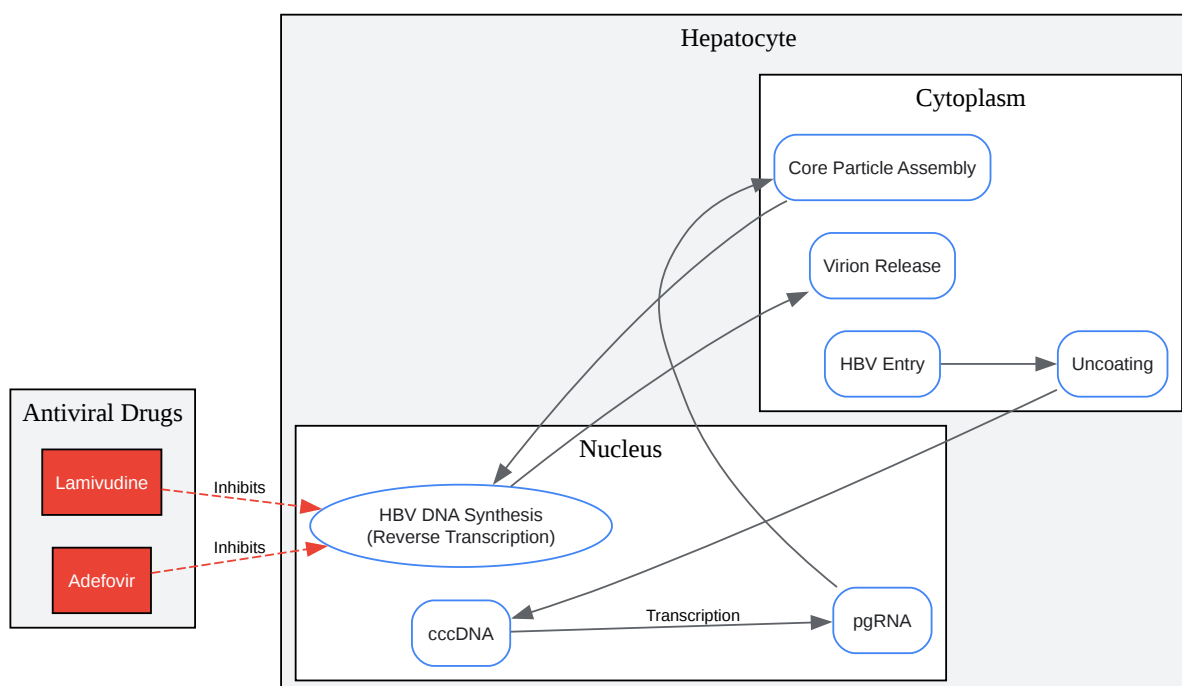 Hepatocyte
Cytoplasm
Core Particle Assembly
Virion Release
HBV Entry
Uncoating
Antiviral Drugs
Lamivudine
Adefovir
Inhibits
Inhibits
Nucleus
HBV DNA Synthesis
(Reverse Transcription)
cccDNA
Transcription
pgRNA